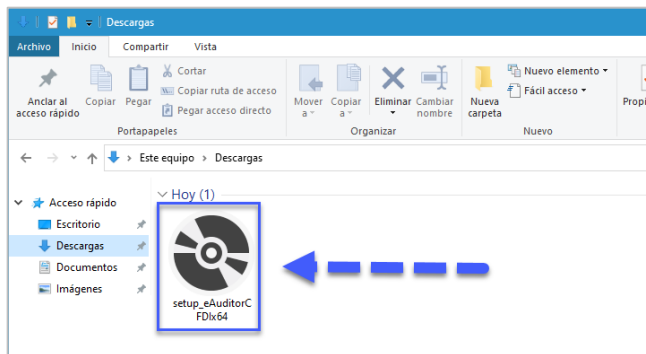 Descargas
Archivo Inicio Compartir Vista
Anclar al acceso rápido
Copiar
Pegar
Cortar
Copiar ruta de acceso
Pegar acceso directo
Portapapeles
Mover a
Copiar a
Eliminar
Cambiar nombre
Organizar
Nueva carpeta
Nuevo elemento
Fácil acceso
Nuevo
Este equipo > Descargas
Acceso rápido
Escritorio
Descargas
Documentos
Imágenes
Hoy (1)
setup_eAuditorC
FDIx64